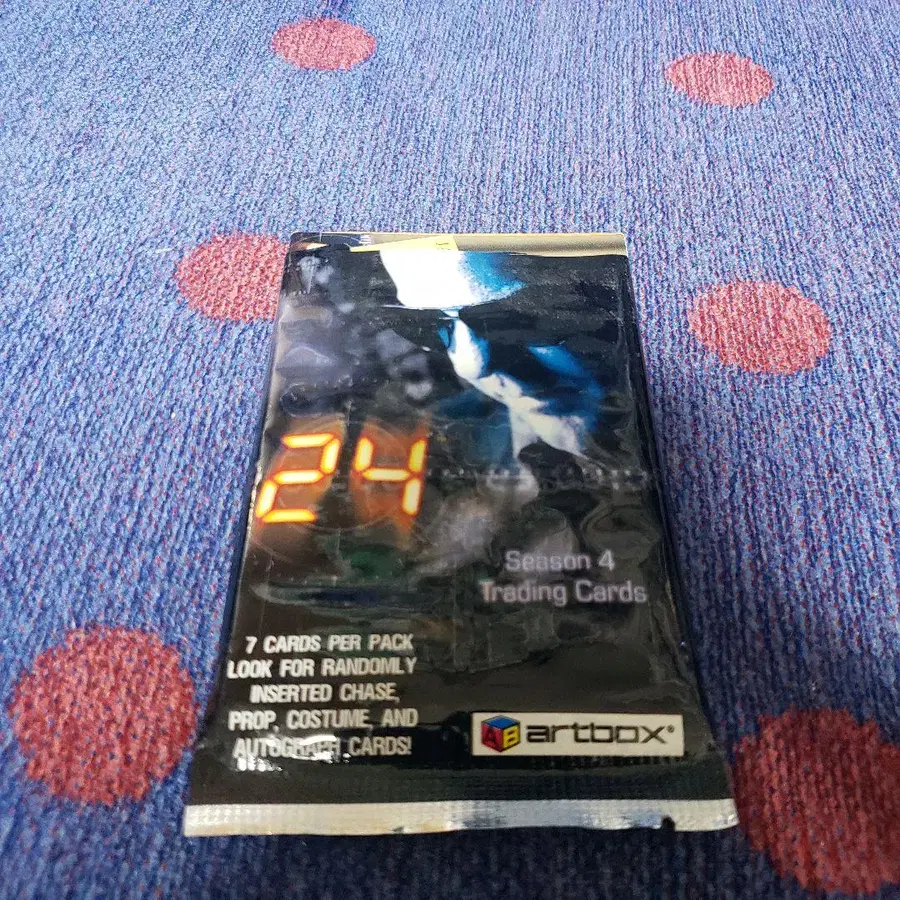 24
Season 4
Trading Cards
7 CARDS PER PACK
LOOK FOR RANDOMLY
INSERTED CHASE,
PROP, COSTUME, AND
AUTOGRAPH CARDS!
AB artbox®